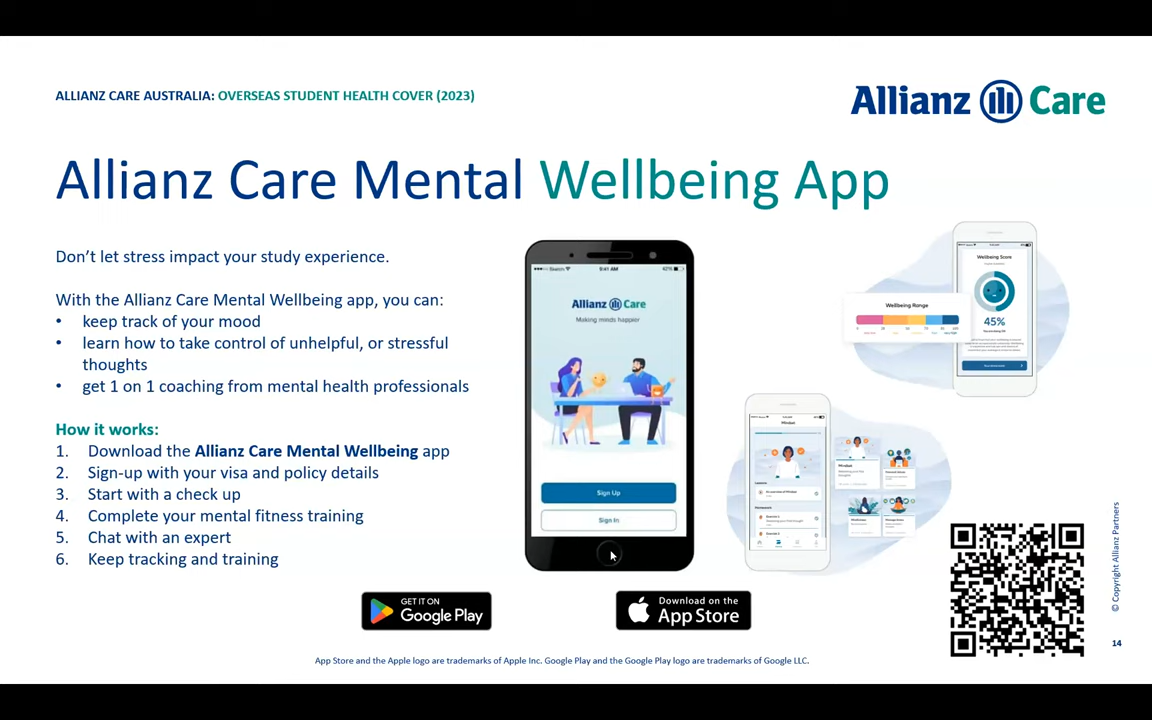 ALLIANZ CARE AUSTRALIA: OVERSEAS STUDENT HEALTH COVER (2023)
Allianz Care
Allianz Care Mental Wellbeing App
Don’t let stress impact your study experience.
With the Allianz Care Mental Wellbeing app, you can:
• keep track of your mood
• learn how to take control of unhelpful, or stressful
thoughts
• get 1 on 1 coaching from mental health professionals
How it works:
1. Download the Allianz Care Mental Wellbeing app
2. Sign-up with your visa and policy details
3. Start with a check up
4. Complete your mental fitness training
5. Chat with an expert
6. Keep tracking and training
Search 9:41 AM 42%
Allianz Care
Making minds happier
Sign Up
Sign In
Wellbeing Score
45%
Wellbeing Range
Mindset
Mindset
GET IT ON
Google Play
Download on the
App Store
© Copyright Allianz Partners
14
App Store and the Apple logo are trademarks of Apple Inc. Google Play and the Google Play logo are trademarks of Google LLC.